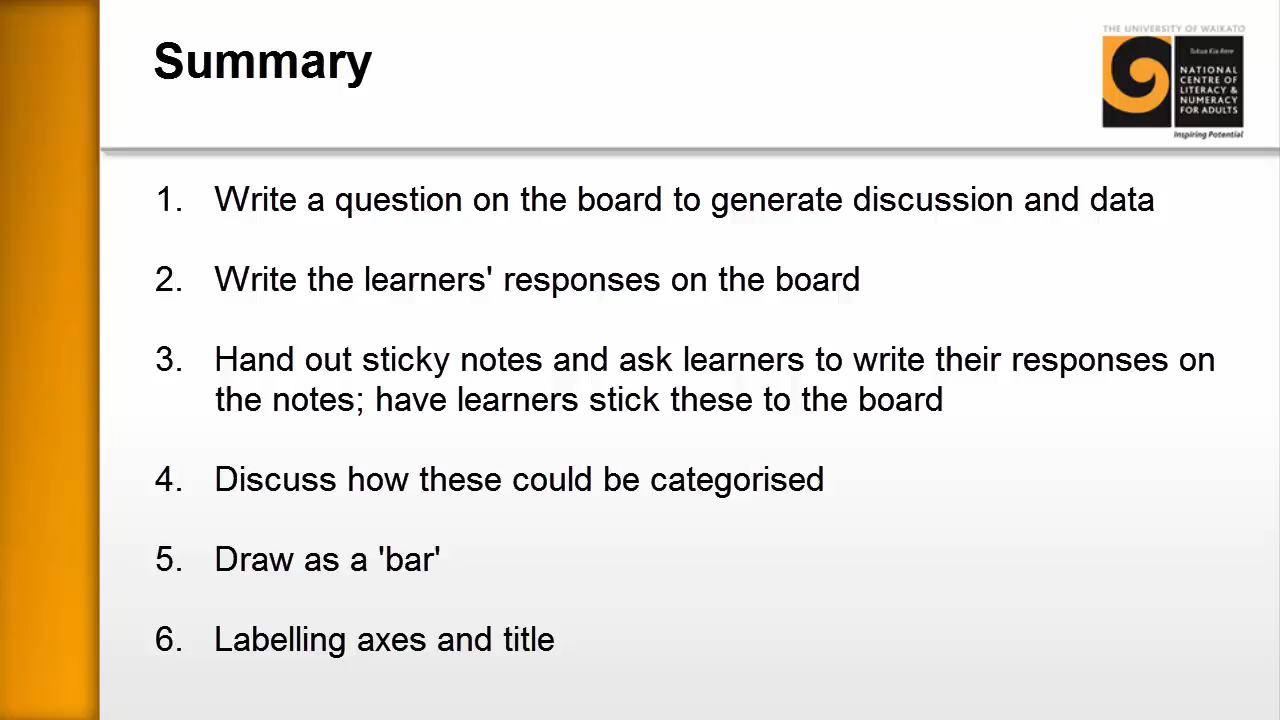 Summary
THE UNIVERSITY OF WAIKATO
Tukua Kia Rere
NATIONAL
CENTRE OF
LITERACY &
NUMERACY
FOR ADULTS
Inspiring Potential
1. Write a question on the board to generate discussion and data
2. Write the learners' responses on the board
3. Hand out sticky notes and ask learners to write their responses on
the notes; have learners stick these to the board
4. Discuss how these could be categorised
5. Draw as a 'bar'
6. Labelling axes and title